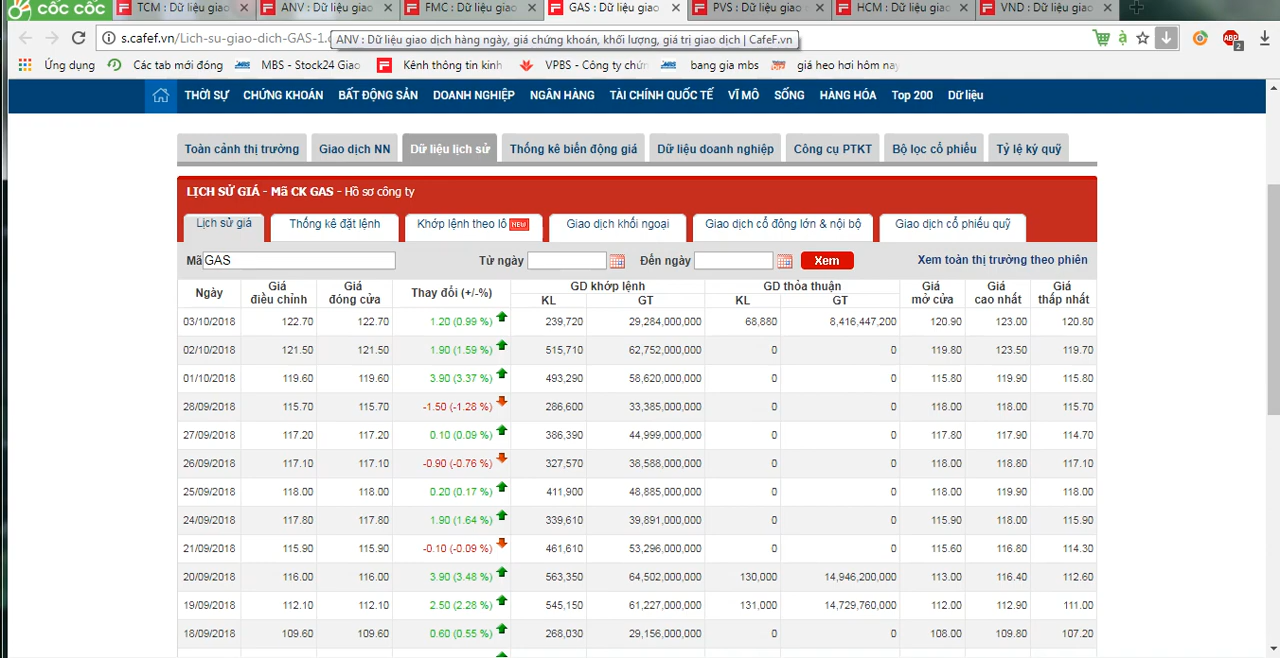 cốc cốc TCM : Dữ liệu giao ANV : Dữ liệu giao FMC : Dữ liệu giao GAS : Dữ liệu giao PVS : Dữ liệu giao HCM : Dữ liệu giao VND : Dữ liệu giao
s.cafef.vn/Lich-su-giao-dich-GAS-1. ANV : Dữ liệu giao dịch hàng ngày, giá chứng khoán, khối lượng, giá trị giao dịch | CafeF.vn ABP 2
Ứng dụng Các tab mới đóng MBS - Stock24 Giao Kênh thông tin kinh VPBS - Công ty chứn bang gia mbs giá heo hơi hôm nay
THỜI SỰ CHỨNG KHOÁN BẤT ĐỘNG SẢN DOANH NGHIỆP NGÂN HÀNG TÀI CHÍNH QUỐC TẾ VĨ MÔ SỐNG HÀNG HÓA Top 200 Dữ liệu
Toàn cảnh thị trường Giao dịch NN Dữ liệu lịch sử Thống kê biến động giá Dữ liệu doanh nghiệp Công cụ PTKT Bộ lọc cổ phiếu Tỷ lệ ký quỹ
LỊCH SỬ GIÁ - Mã CK GAS - Hồ sơ công ty
Lịch sử giá Thống kê đặt lệnh Khớp lệnh theo lô NEW Giao dịch khối ngoại Giao dịch cổ đông lớn & nội bộ Giao dịch cổ phiếu quỹ
Mã GAS Từ ngày Đến ngày Xem Xem toàn thị trường theo phiên
Ngày Giá điều chỉnh Giá đóng cửa Thay đổi (+/-%) GD khớp lệnh GD thỏa thuận Giá mở cửa Giá cao nhất Giá thấp nhất
KL GT KL GT
03/10/2018 122.70 122.70 1.20 (0.99 %) 239,720 29,284,000,000 68,880 8,416,447,200 120.90 123.00 120.80
02/10/2018 121.50 121.50 1.90 (1.59 %) 515,710 62,752,000,000 0 0 119.80 123.50 119.70
01/10/2018 119.60 119.60 3.90 (3.37 %) 493,290 58,620,000,000 0 0 115.80 119.90 115.80
28/09/2018 115.70 115.70 -1.50 (-1.28 %) 286,600 33,385,000,000 0 0 118.00 118.00 115.70
27/09/2018 117.20 117.20 0.10 (0.09 %) 386,390 44,999,000,000 0 0 117.80 117.90 114.70
26/09/2018 117.10 117.10 -0.90 (-0.76 %) 327,570 38,588,000,000 0 0 118.00 118.80 117.10
25/09/2018 118.00 118.00 0.20 (0.17 %) 411,900 48,885,000,000 0 0 118.00 119.90 118.00
24/09/2018 117.80 117.80 1.90 (1.64 %) 339,610 39,891,000,000 0 0 115.90 118.00 115.90
21/09/2018 115.90 115.90 -0.10 (-0.09 %) 461,610 53,296,000,000 0 0 115.60 116.80 114.30
20/09/2018 116.00 116.00 3.90 (3.48 %) 563,350 64,502,000,000 130,000 14,946,200,000 113.00 116.40 112.60
19/09/2018 112.10 112.10 2.50 (2.28 %) 545,150 61,227,000,000 131,000 14,729,760,000 112.00 112.90 111.00
18/09/2018 109.60 109.60 0.60 (0.55 %) 268,030 29,156,000,000 0 0 108.00 109.80 107.20